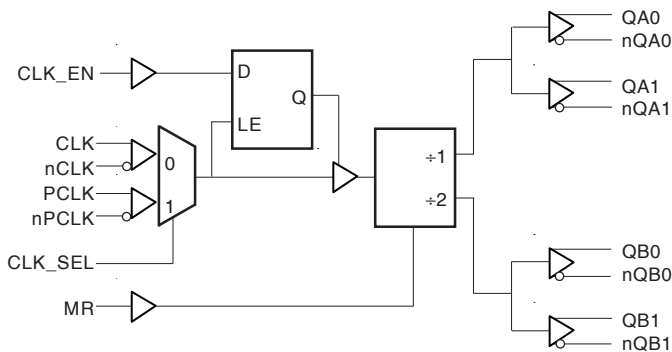 CLK_EN
D
Q
LE
CLK
nCLK
PCLK
nPCLK
0
1
CLK_SEL
MR
÷1
÷2
QA0
nQA0
QA1
nQA1
QB0
nQB0
QB1
nQB1